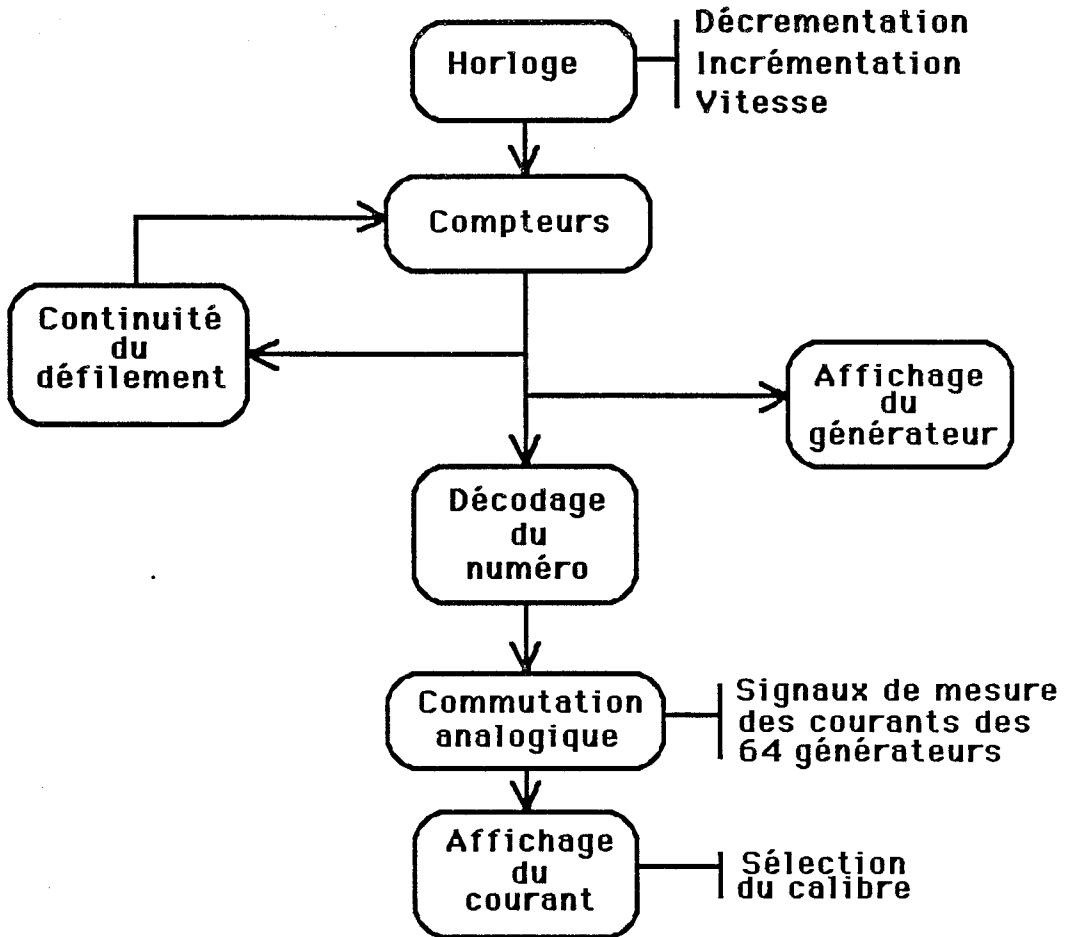 Horloge
Décrementation
Incrémentation
Vitesse
Compteurs
Continuité
du
défilement
Affichage
du
générateur
Décodage
du
numéro
Commutation
analogique
Signaux de mesure
des courants des
64 générateurs
Affichage
du
courant
Sélection
du calibre